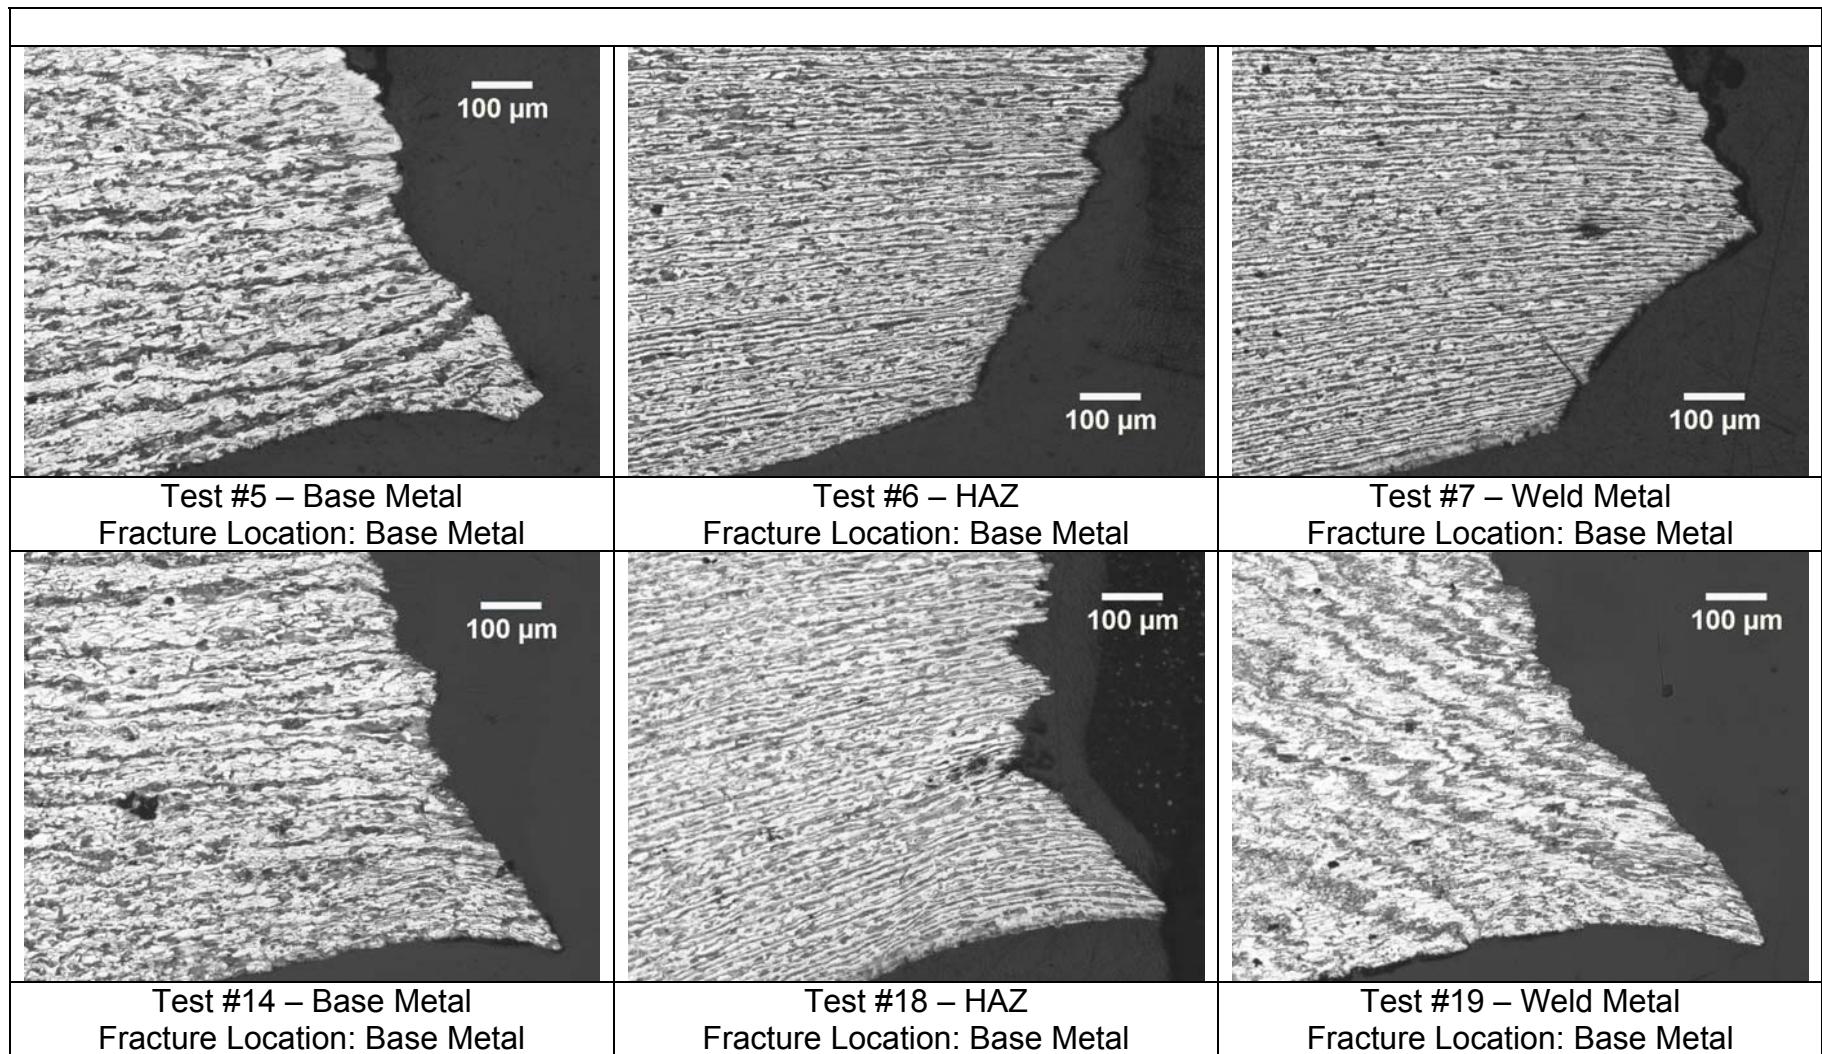 100 µm
100 µm
100 µm
Test #5 – Base Metal
Fracture Location: Base Metal
Test #6 – HAZ
Fracture Location: Base Metal
Test #7 – Weld Metal
Fracture Location: Base Metal
100 µm
100 µm
100 µm
Test #14 – Base Metal
Fracture Location: Base Metal
Test #18 – HAZ
Fracture Location: Base Metal
Test #19 – Weld Metal
Fracture Location: Base Metal